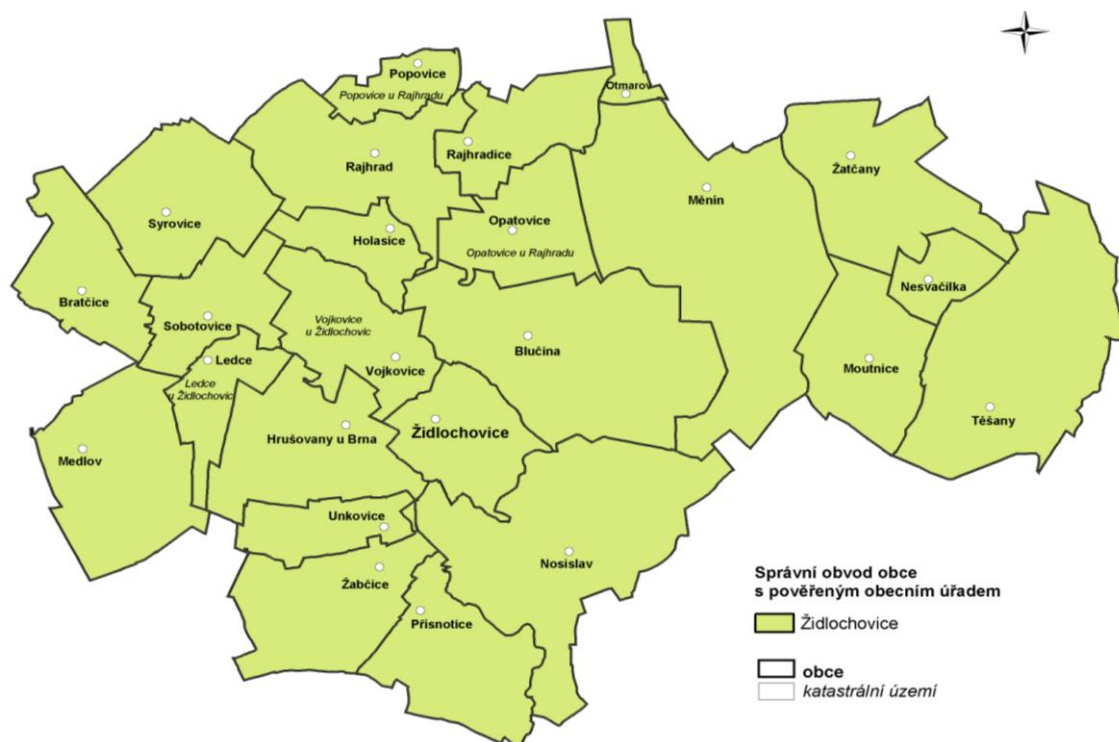 Popovice
Popovice u Rajhradu
Otmarov
Rajhradice
Rajhrad
Žatčany
Měnín
Syrovice
Opatovice
Holasice
Opatovice u Rajhradu
Nesvačilka
Bratčice
Sobotovice
Vojkovice
u Židlochovic
Blučina
Ledce
Vojkovice
Moutnice
Ledce
u Židlochovic
Těšany
Židlochovice
Hrušovany u Brna
Medlov
Unkovice
Nosislav
Žabčice
Přisnotice
Správní obvod obce
s pověřeným obecním úřadem
Židlochovice
obce
katastrální území